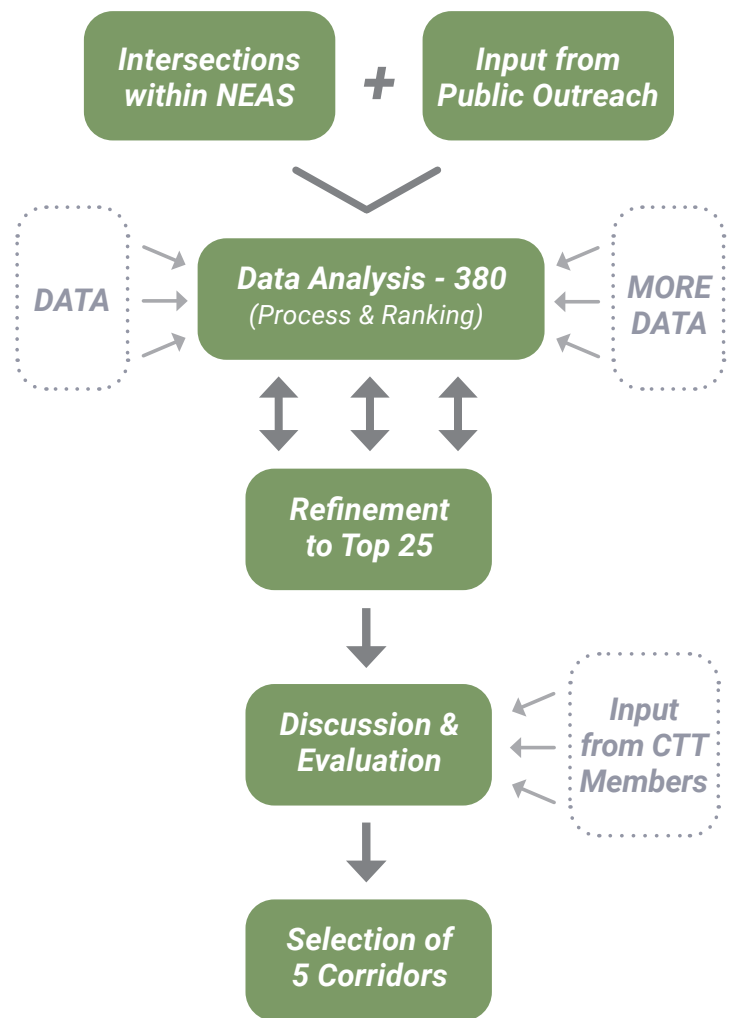 Intersections
within NEAS
+
Input from
Public Outreach
DATA
Data Analysis - 380
(Process & Ranking)
MORE
DATA
Refinement
to Top 25
Discussion &
Evaluation
Input
from CTT
Members
Selection of
5 Corridors